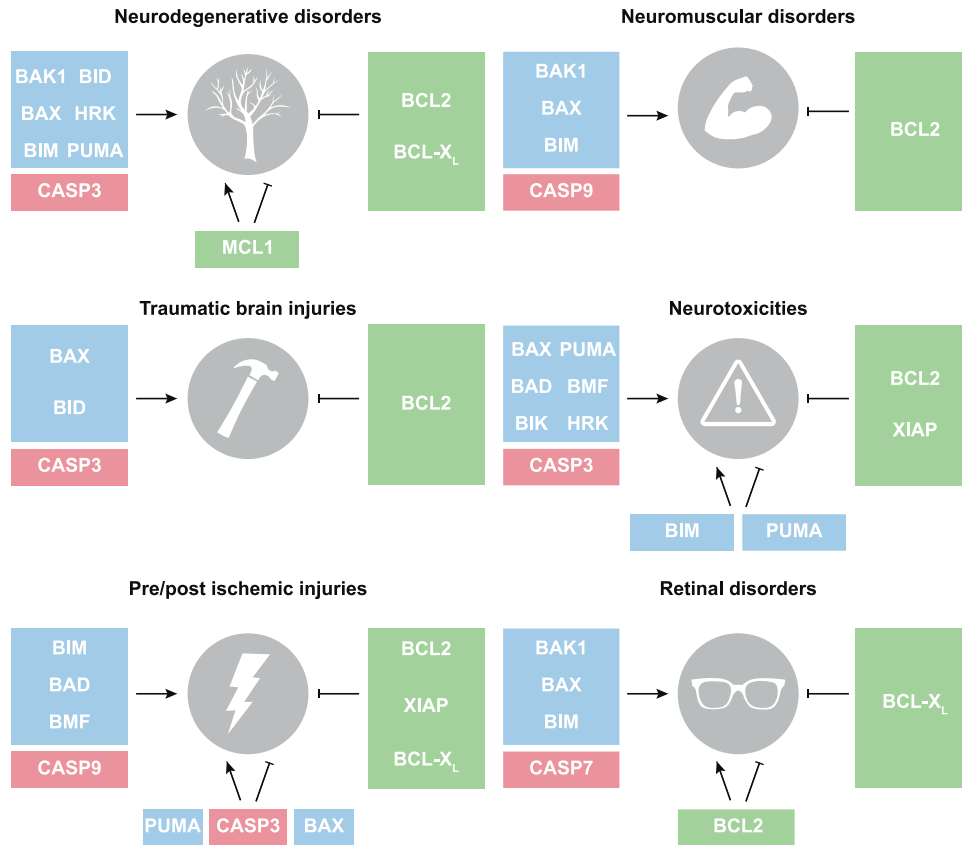 Neurodegenerative disorders
BAK1 BID
BAX HRK
BIM PUMA
CASP3
BCL2
BCL-XL
MCL1
Neuromuscular disorders
BAK1
BAX
BIM
CASP9
BCL2
Traumatic brain injuries
BAX
BID
CASP3
BCL2
Neurotoxicities
BAX PUMA
BAD BMF
BIK HRK
CASP3
BCL2
XIAP
BIM PUMA
Pre/post ischemic injuries
BIM
BAD
BMF
CASP9
BCL2
XIAP
BCL-XL
PUMA CASP3 BAX
Retinal disorders
BAK1
BAX
BIM
CASP7
BCL-XL
BCL2